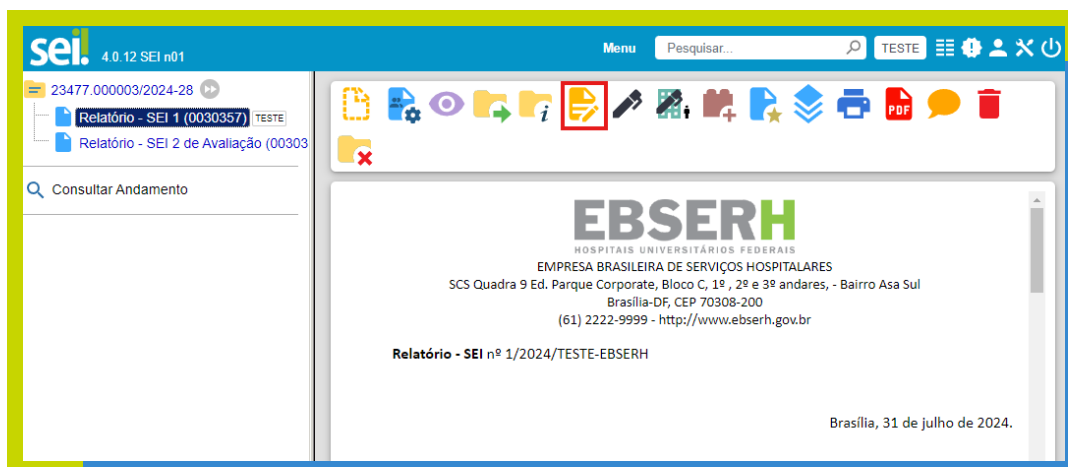 sei! 4.0.12 SEI n01 Menu Pesquisar... TESTE
23477.000003/2024-28
Relatório - SEI 1 (0030357) TESTE
Relatório - SEI 2 de Avaliação (00303
Consultar Andamento
PDF
EBSERH
HOSPITAIS UNIVERSITÁRIOS FEDERAIS
EMPRESA BRASILEIRA DE SERVIÇOS HOSPITALARES
SCS Quadra 9 Ed. Parque Corporate, Bloco C, 1º , 2º e 3º andares, - Bairro Asa Sul
Brasília-DF, CEP 70308-200
(61) 2222-9999 - http://www.ebserh.gov.br
Relatório - SEI nº 1/2024/TESTE-EBSERH
Brasília, 31 de julho de 2024.